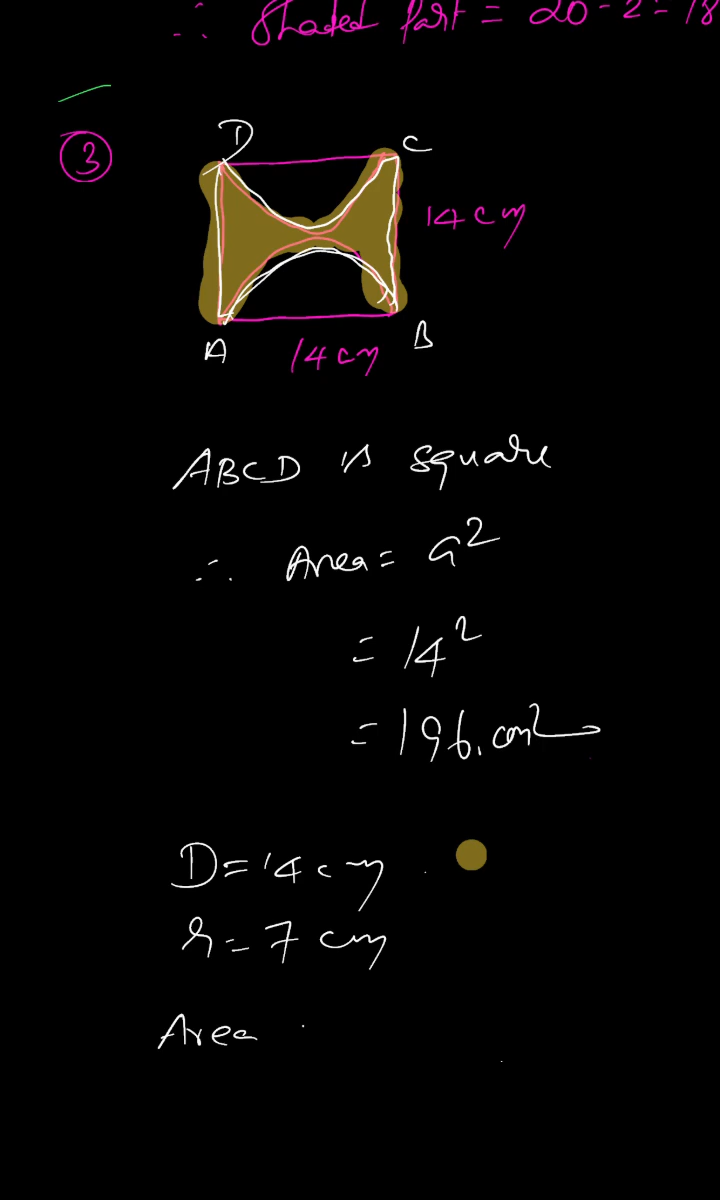 ∴ Shaded part = 20 - 2 = 18
3
D
C
14 cm
A
14 cm
B
ABCD is square
∴ Area = a²
= 14²
= 196. cm²
D = 14 cm
r = 7 cm
Area